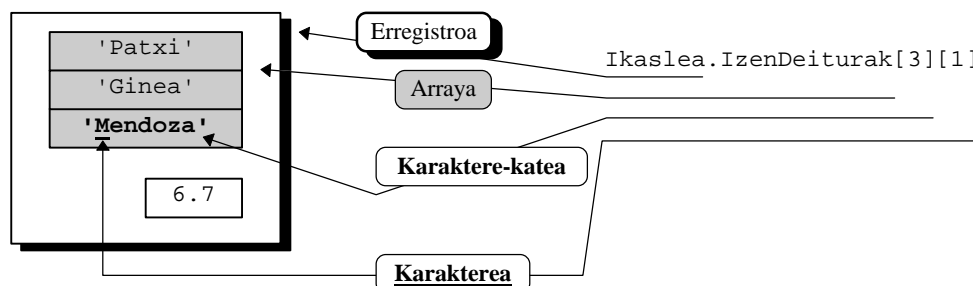 'Patxi'
'Ginea'
'Mendoza'
6.7
Erregistroa
Arraya
Karaktere-katea
Karakterea
Ikaslea.IzenDeiturak[3][1]